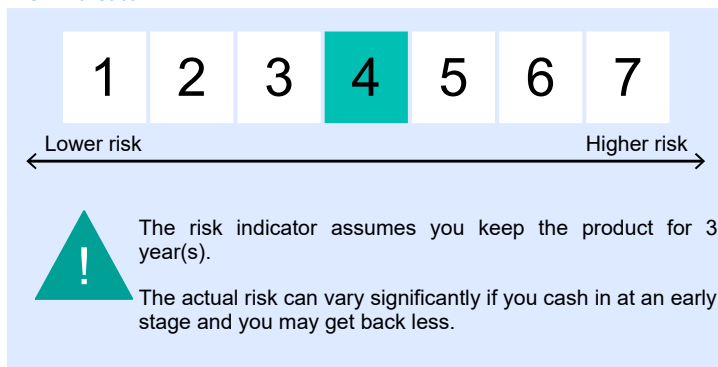 1 2 3 4 5 6 7
Lower risk Higher risk
!
The risk indicator assumes you keep the product for 3
year(s).
The actual risk can vary significantly if you cash in at an early
stage and you may get back less.